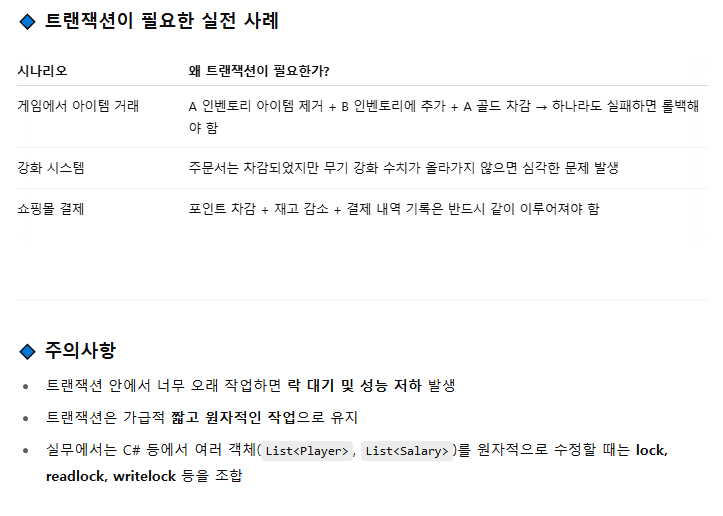 트랜잭션이 필요한 실전 사례
시나리오 왜 트랜잭션이 필요한가?
게임에서 아이템 거래 A 인벤토리 아이템 제거 + B 인벤토리에 추가 + A 골드 차감 → 하나라도 실패하면 롤백해
야 함
강화 시스템 주문서는 차감되었지만 무기 강화 수치가 올라가지 않으면 심각한 문제 발생
쇼핑몰 결제 포인트 차감 + 재고 감소 + 결제 내역 기록은 반드시 같이 이루어져야 함
주의사항
• 트랜잭션 안에서 너무 오래 작업하면 락 대기 및 성능 저하 발생
• 트랜잭션은 가급적 짧고 원자적인 작업으로 유지
• 실무에서는 C# 등에서 여러 객체(List<Player>, List<Salary>)를 원자적으로 수정할 때는 lock,
readlock, writelock 등을 조합